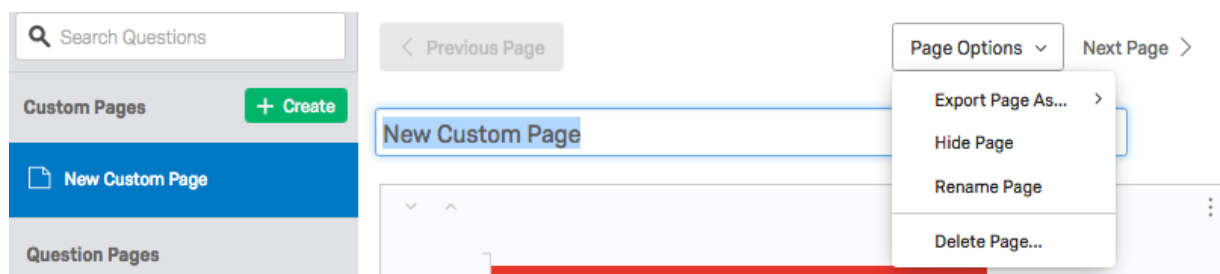 Search Questions
Custom Pages
+ Create
New Custom Page
Question Pages
< Previous Page
Page Options
Next Page >
New Custom Page
Export Page As... >
Hide Page
Rename Page
Delete Page...